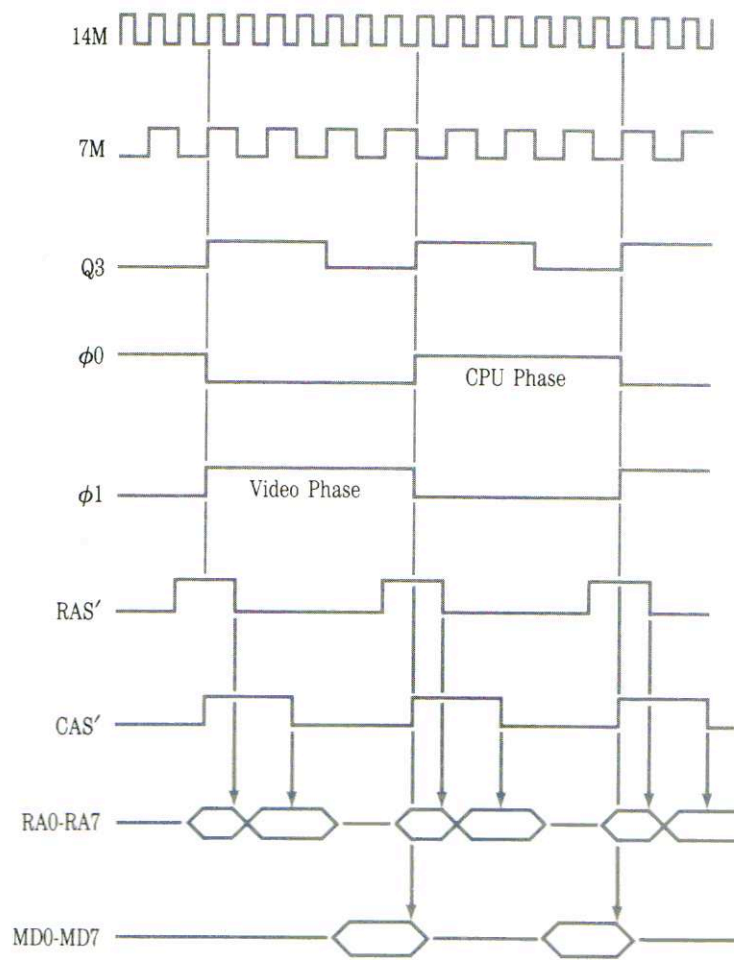 14M
7M
Q3
ϕ0
CPU Phase
ϕ1
Video Phase
RAS′
CAS′
RA0-RA7
MD0-MD7